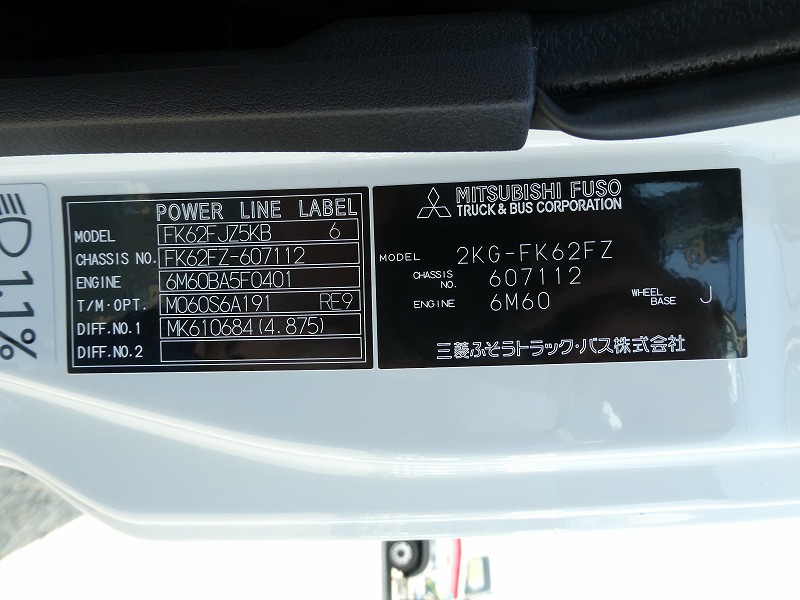 1.1%
POWER LINE LABEL
MODEL FK62FJZ5KB 6
CHASSIS NO. FK62FZ-607112
ENGINE 6M60BA5F0401
T/M・OPT. M060S6A191 RE9
DIFF.NO.1 MK610684(4.875)
DIFF.NO.2
MITSUBISHI FUSO
TRUCK & BUS CORPORATION
MODEL 2KG-FK62FZ
CHASSIS NO. 607112
ENGINE 6M60 WHEEL BASE J
三菱ふそうトラック・バス株式会社